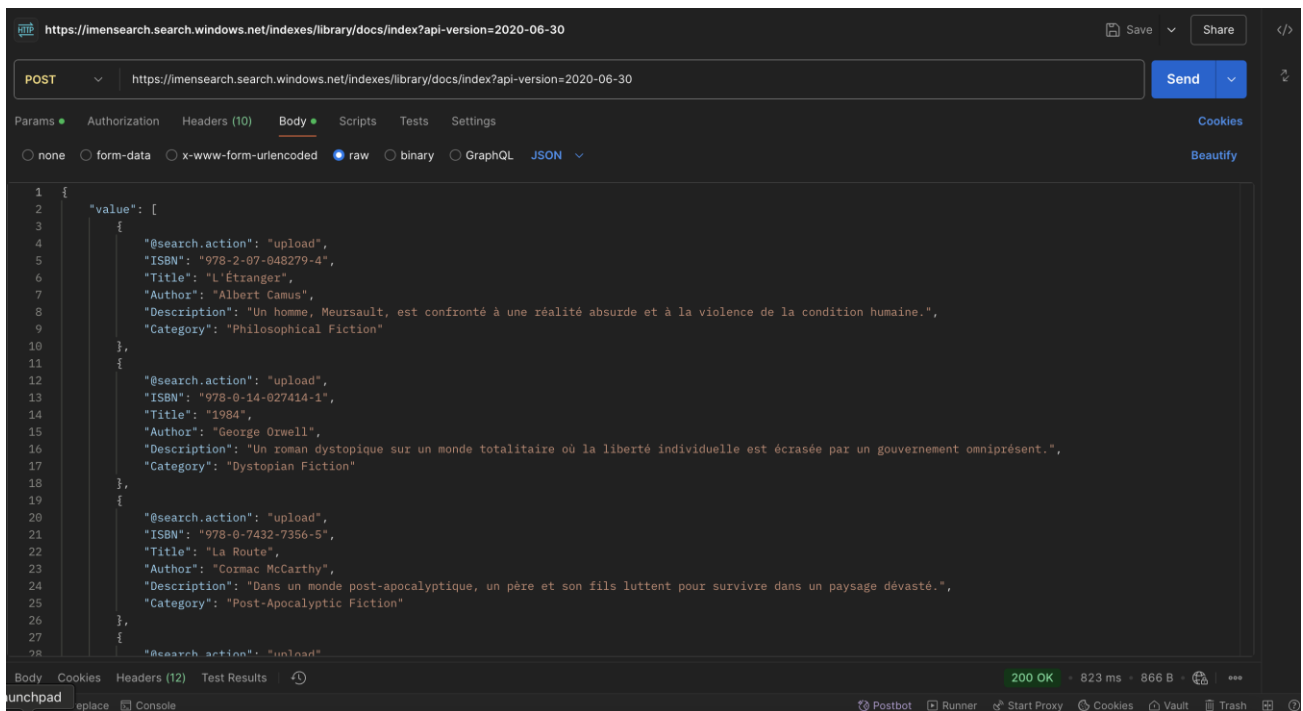 HTTP https://imensearch.search.windows.net/indexes/library/docs/index?api-version=2020-06-30 Save Share </>
POST https://imensearch.search.windows.net/indexes/library/docs/index?api-version=2020-06-30 Send
Params Authorization Headers (10) Body Scripts Tests Settings Cookies
none form-data x-www-form-urlencoded raw binary GraphQL JSON Beautify
1 {
2 "value": [
3 {
4 "@search.action": "upload",
5 "ISBN": "978-2-07-048279-4",
6 "Title": "L'Étranger",
7 "Author": "Albert Camus",
8 "Description": "Un homme, Meursault, est confronté à une réalité absurde et à la violence de la condition humaine.",
9 "Category": "Philosophical Fiction"
10 },
11 {
12 "@search.action": "upload",
13 "ISBN": "978-0-14-027414-1",
14 "Title": "1984",
15 "Author": "George Orwell",
16 "Description": "Un roman dystopique sur un monde totalitaire où la liberté individuelle est écrasée par un gouvernement omniprésent.",
17 "Category": "Dystopian Fiction"
18 },
19 {
20 "@search.action": "upload",
21 "ISBN": "978-0-7432-7356-5",
22 "Title": "La Route",
23 "Author": "Cormac McCarthy",
24 "Description": "Dans un monde post-apocalyptique, un père et son fils luttent pour survivre dans un paysage dévasté.",
25 "Category": "Post-Apocalyptic Fiction"
26 },
27 {
28 "@search.action": "upload"
Body Cookies Headers (12) Test Results 200 OK 823 ms 866 B
unchpad eplace Console Postbot Runner Start Proxy Cookies Vault Trash